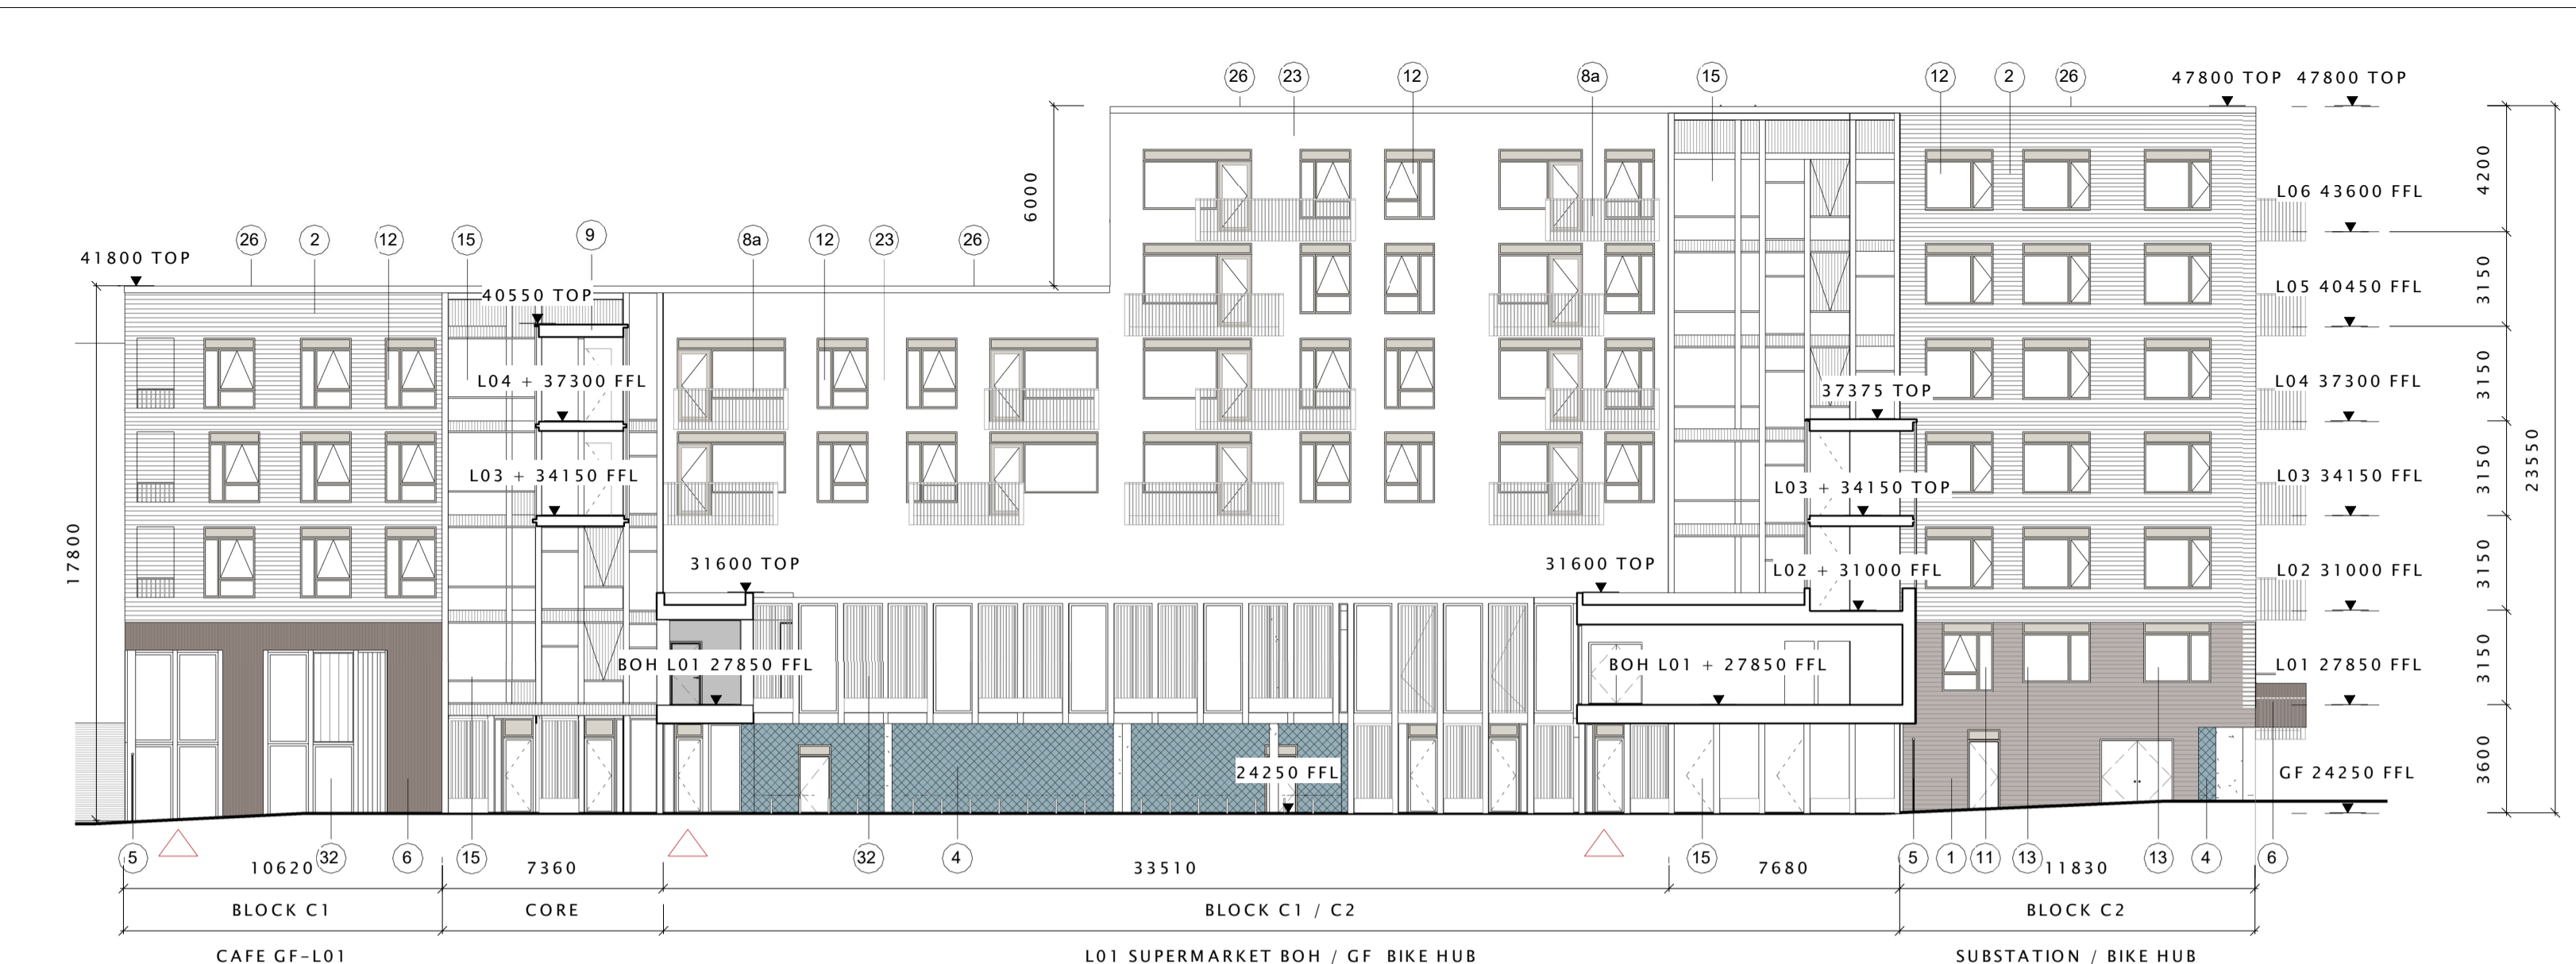 26 23 12 8a 15 12 2 26 47800 TOP 47800 TOP
6000
4200
L06 43600 FFL
26 2 12 15 9 8a 12 23 26
41800 TOP
40550 TOP
3150
L05 40450 FFL
L04 + 37300 FFL
37375 TOP
3150
L04 37300 FFL
L03 + 34150 FFL
L03 + 34150 TOP
3150
23550
L03 34150 FFL
17800
31600 TOP
31600 TOP
L02 + 31000 FFL
3150
L02 31000 FFL
BOH L01 27850 FFL
BOH L01 + 27850 FFL
3150
L01 27850 FFL
24250 FFL
3600
GF 24250 FFL
5 32 6 15 32 4 15 5 1 11 13 13 4 6
10620 7360 33510 7680 11830
BLOCK C1 CORE BLOCK C1 / C2 BLOCK C2
CAFE GF-L01 L01 SUPERMARKET BOH / GF BIKE HUB SUBSTATION / BIKE HUB